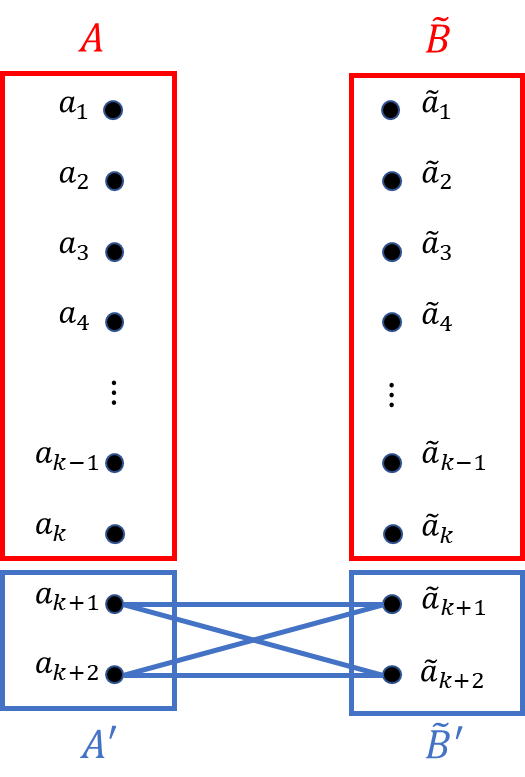 A B̃
a₁ ã₁
a₂ ã₂
a₃ ã₃
a₄ ã₄
⋮ ⋮
aₖ₋₁ ãₖ₋₁
aₖ ãₖ
aₖ₊₁ ãₖ₊₁
aₖ₊₂ ãₖ₊₂
A′ B̃′